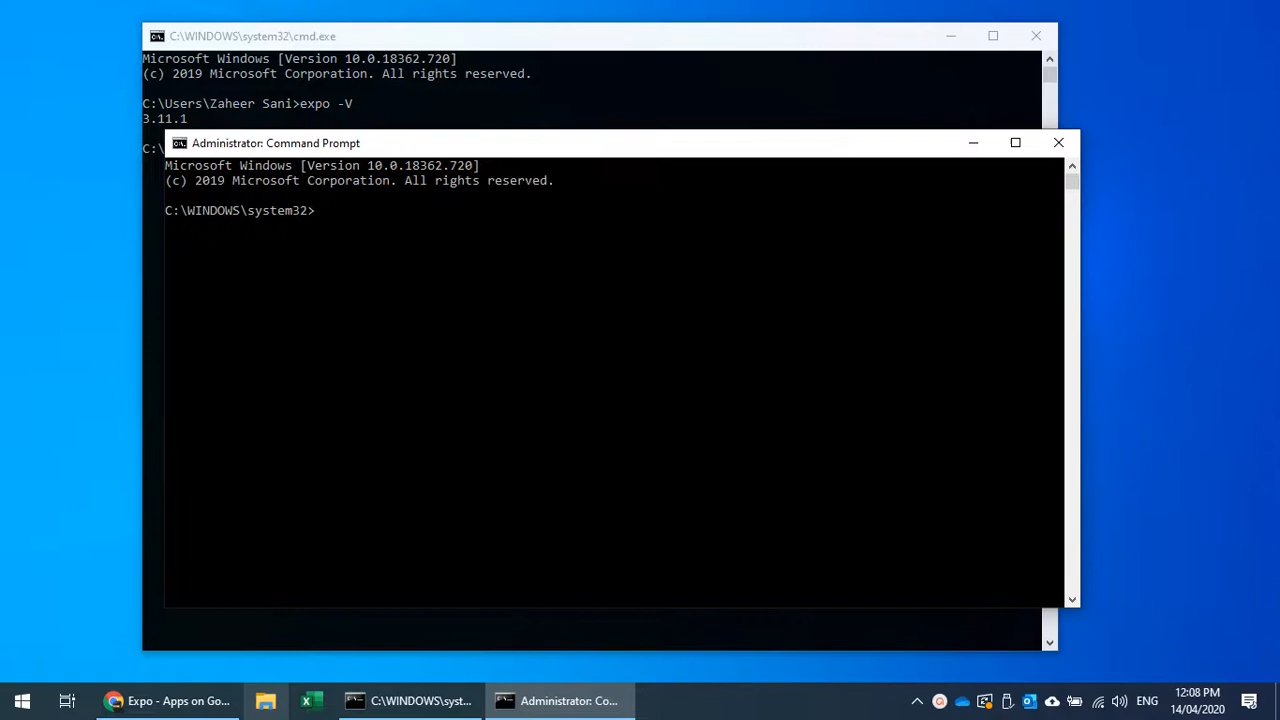 C:\WINDOWS\system32\cmd.exe
Microsoft Windows [Version 10.0.18362.720]
(c) 2019 Microsoft Corporation. All rights reserved.
C:\Users\Zaheer Sani>expo -V
3.11.1
C:\
Administrator: Command Prompt
Microsoft Windows [Version 10.0.18362.720]
(c) 2019 Microsoft Corporation. All rights reserved.
C:\WINDOWS\system32>
Expo - Apps on Go...
C:\WINDOWS\syst...
Administrator: Co...
ENG
12:08 PM
14/04/2020